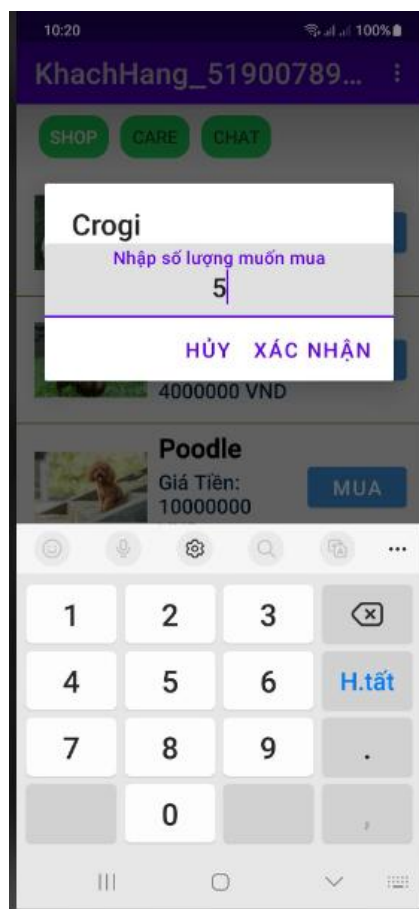 10:20
100%
KhachHang_51900789...
SHOP CARE CHAT
Crogi
Nhập số lượng muốn mua
5
HỦY XÁC NHẬN
4000000 VND
Poodle
Giá Tiền:
10000000
MUA
1 2 3
4 5 6 H.tất
7 8 9 .
0 ,